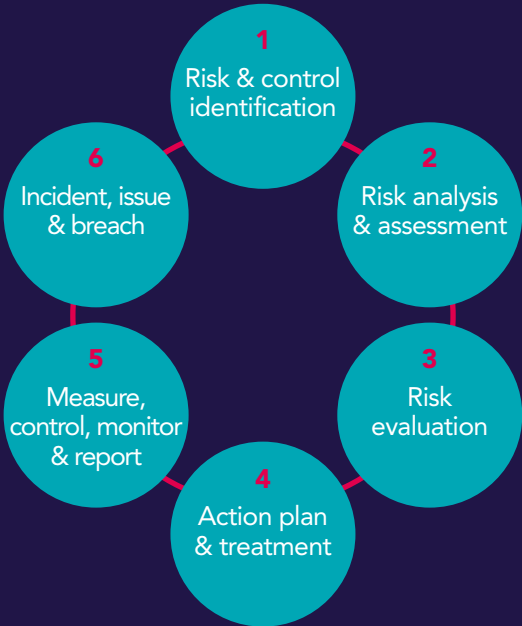 1
Risk & control
identification
2
Risk analysis
& assessment
3
Risk
evaluation
4
Action plan
& treatment
5
Measure,
control, monitor
& report
6
Incident, issue
& breach